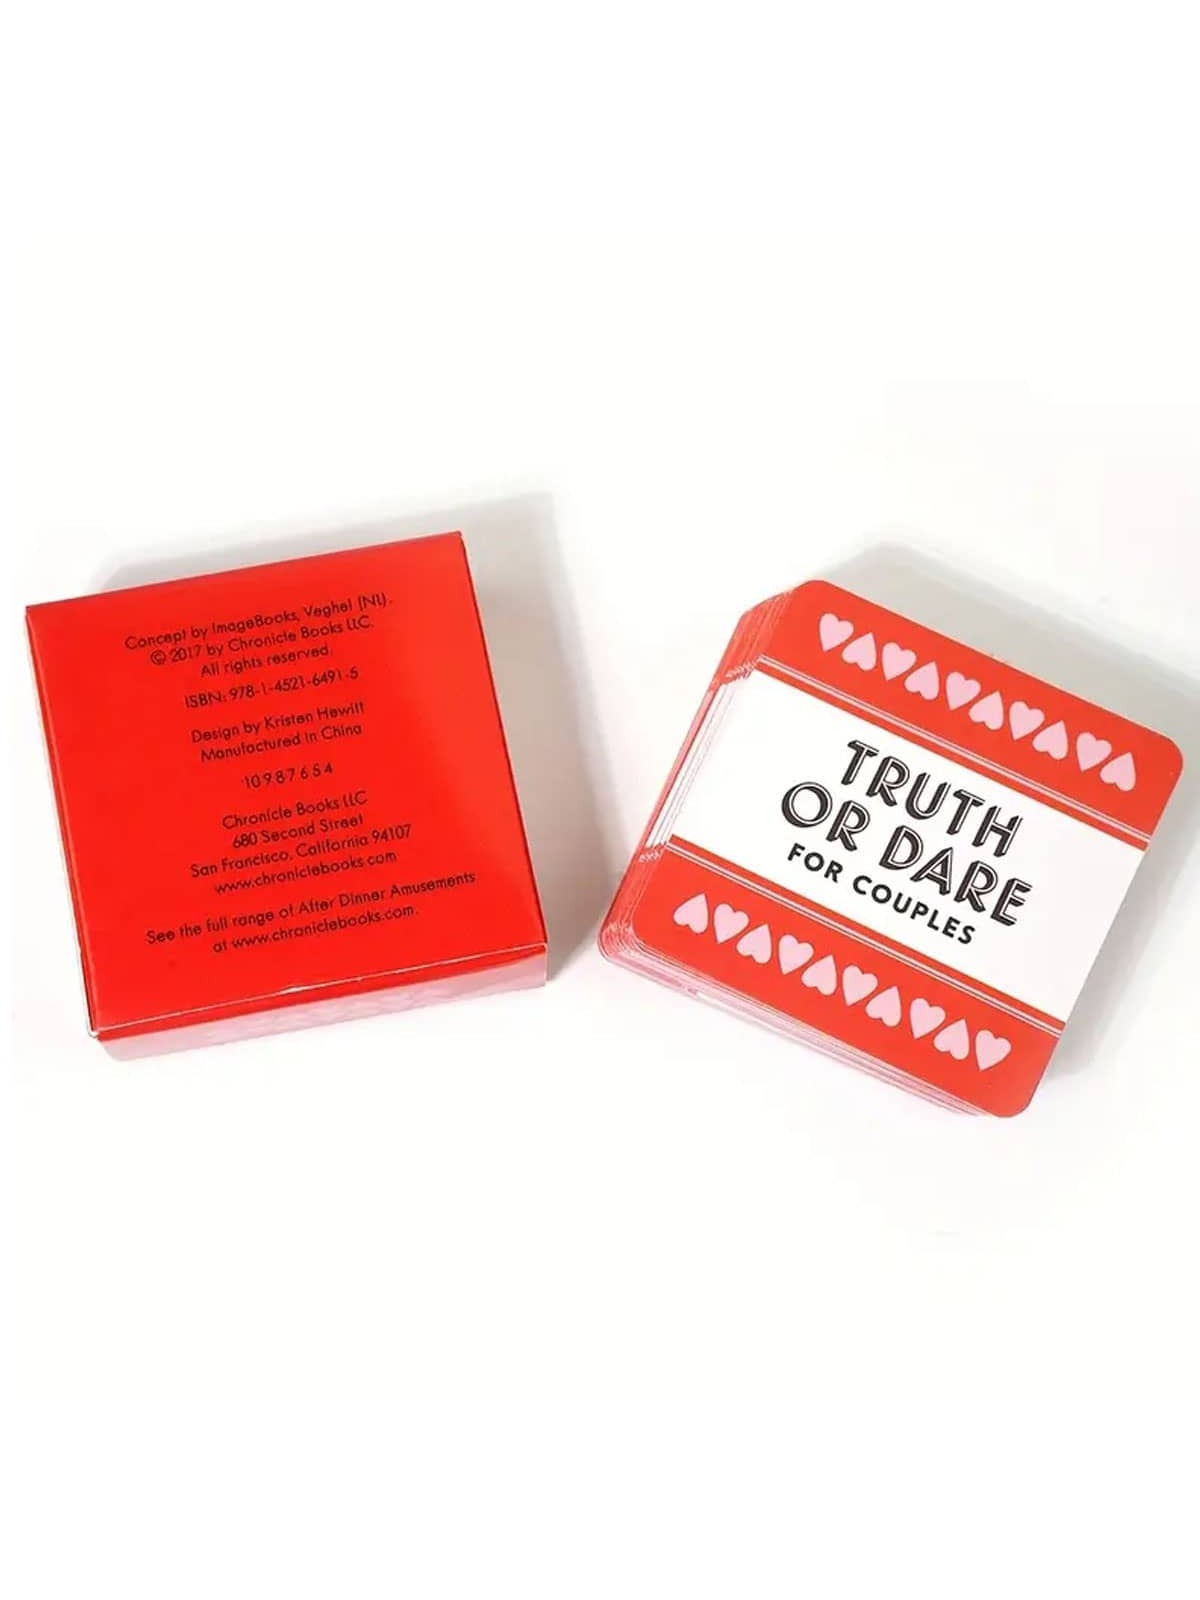 Concept by ImageBooks, Veghel (NL).
© 2017 by Chronicle Books LLC.
All rights reserved.
ISBN: 978-1-4521-6491-5
Design by Kristen Hewitt
Manufactured in China
10 9 8 7 6 5 4
Chronicle Books LLC
680 Second Street
San Francisco, California 94107
www.chroniclebooks.com
See the full range of After Dinner Amusements
at www.chroniclebooks.com.
TRUTH
OR DARE
FOR COUPLES